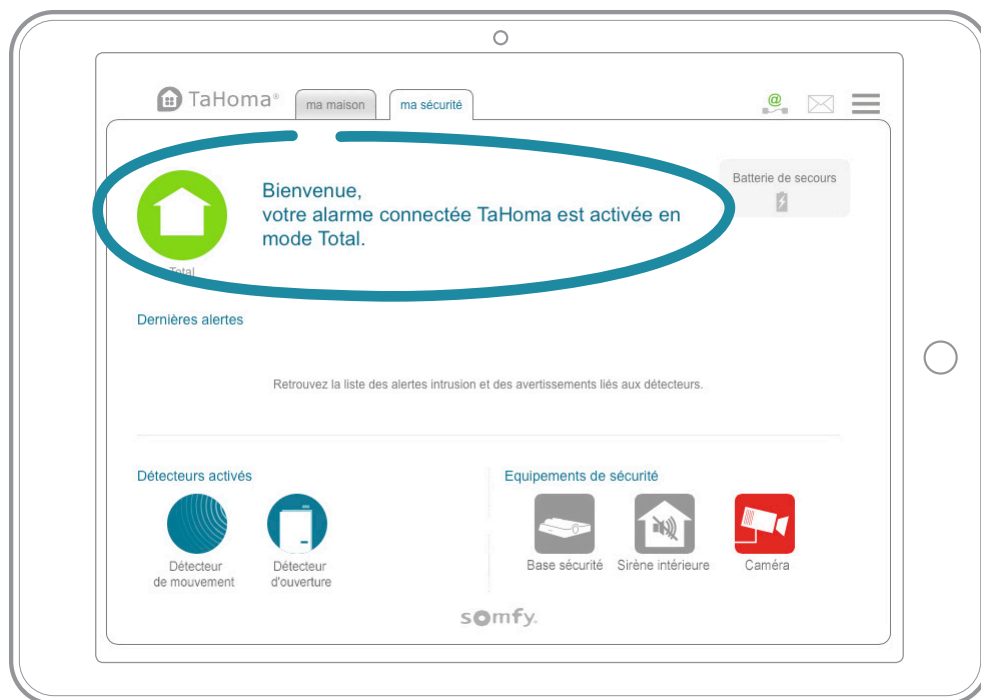 TaHoma®
ma maison
ma sécurité
@
Bienvenue,
votre alarme connectée TaHoma est activée en
mode Total.
Total
Batterie de secours
Dernières alertes
Retrouvez la liste des alertes intrusion et des avertissements liés aux détecteurs.
Détecteurs activés
Détecteur
de mouvement
Détecteur
d'ouverture
Equipements de sécurité
Base sécurité
Sirène intérieure
Caméra
somfy.